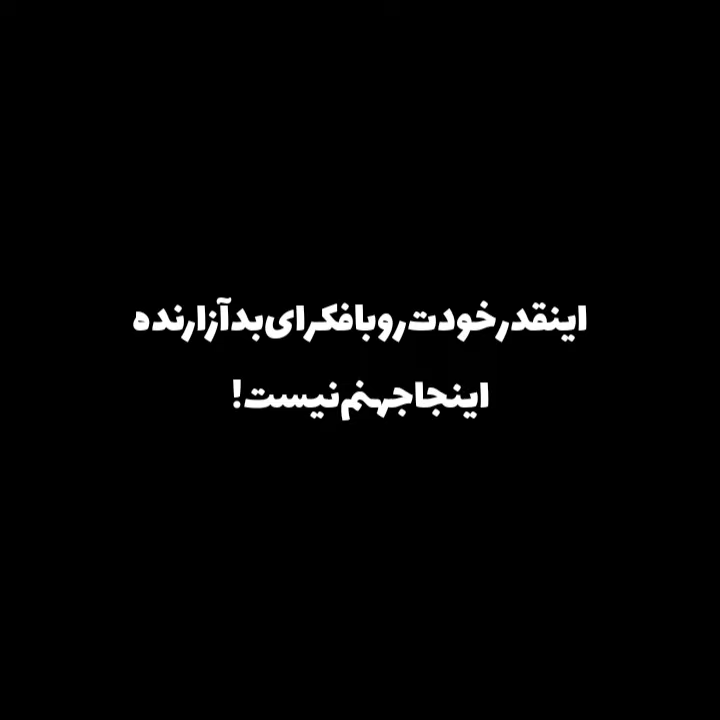 اینقدر خودت رو با فکرای بد آزار نده
اینجا جهنم نیست!